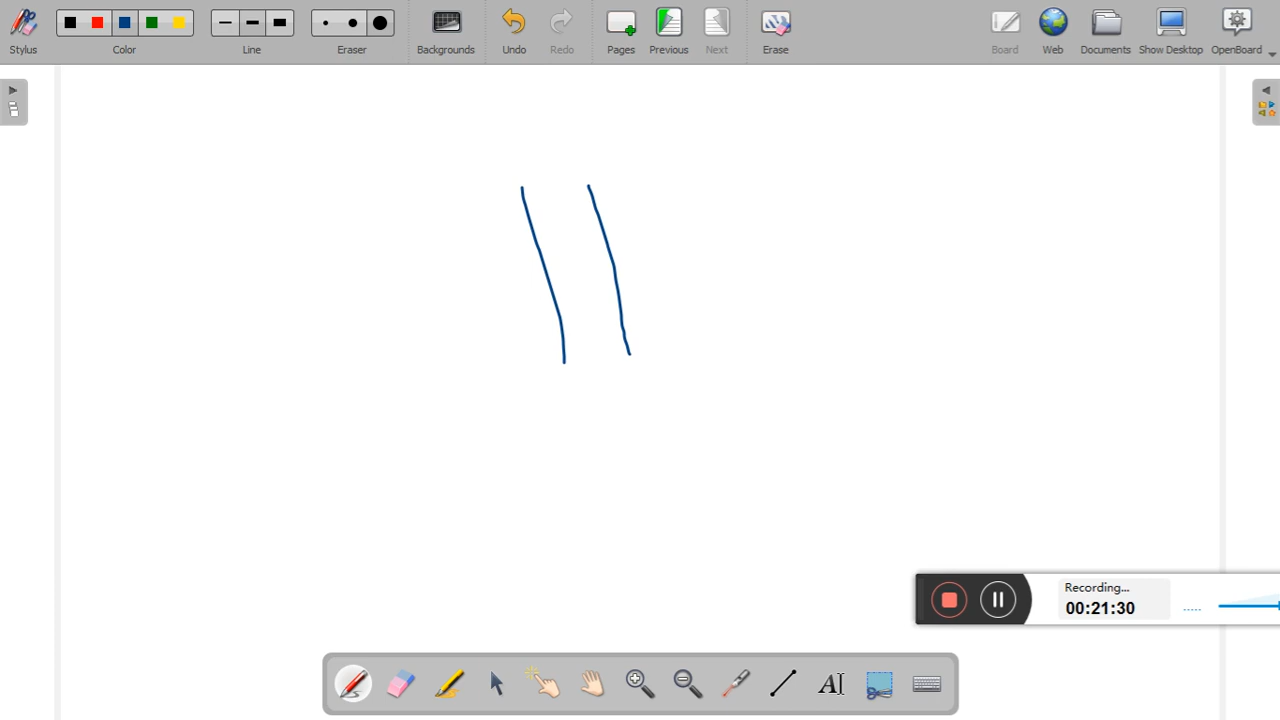 Stylus Color Line Eraser Backgrounds Undo Redo Pages Previous Next Erase Board Web Documents Show Desktop OpenBoard
Recording...
00:21:30
AI